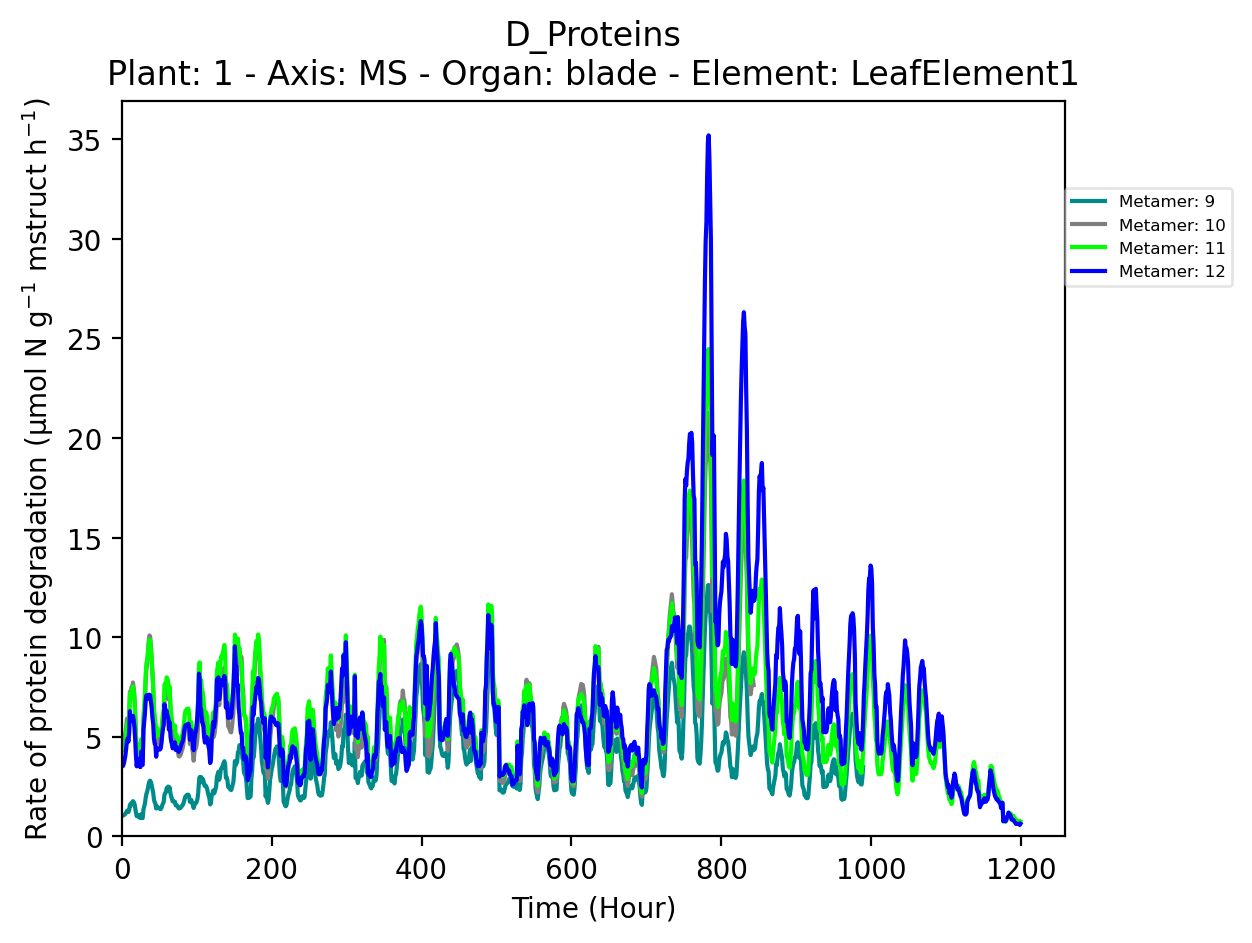 D_Proteins
Plant: 1 - Axis: MS - Organ: blade - Element: LeafElement1
Rate of protein degradation (µmol N g⁻¹ mstruct h⁻¹)
35
30
25
20
15
10
5
0
0 200 400 600 800 1000 1200
Time (Hour)
Metamer: 9
Metamer: 10
Metamer: 11
Metamer: 12